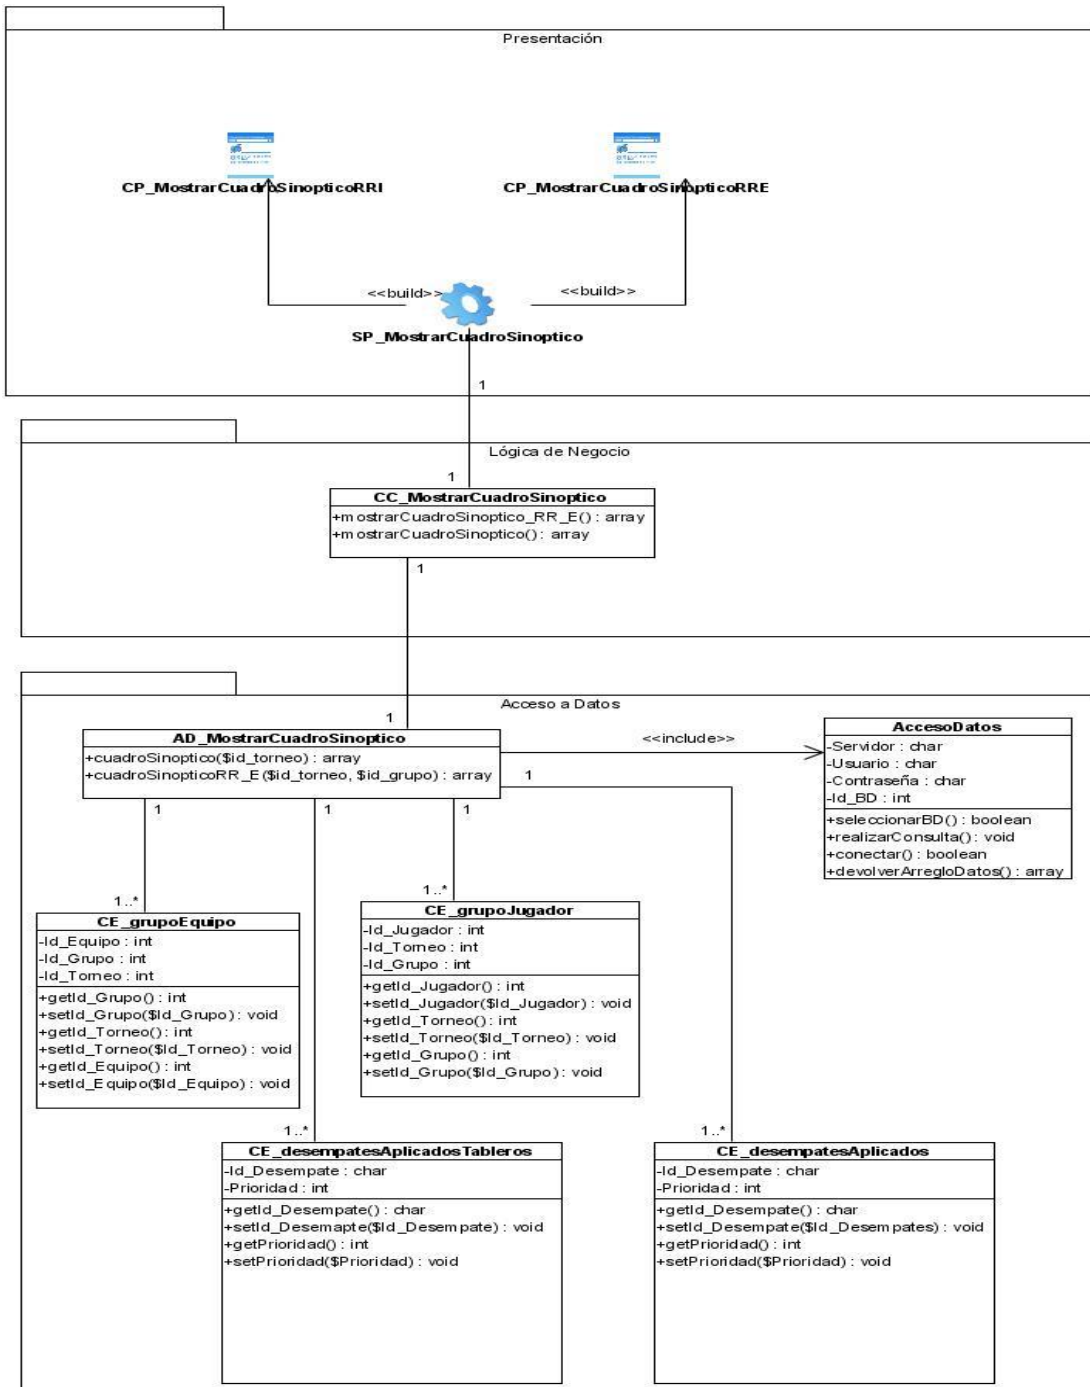 Presentación
CP_MostrarCuadroSinopticoRRI
CP_MostrarCuadroSinopticoRRE
<<build>>
<<build>>
SP_MostrarCuadroSinoptico
1
Lógica de Negocio
1
CC_MostrarCuadroSinoptico
+mostrarCuadroSinoptico_RR_E() : array
+mostrarCuadroSinoptico() : array
1
Acceso a Datos
1
AD_MostrarCuadroSinoptico
+cuadroSinoptico($id_torneo) : array
+cuadroSinopticoRR_E($id_torneo, $id_grupo) : array
<<include>>
AccesoDatos
-Servidor : char
-Usuario : char
-Contraseña : char
-Id_BD : int
+seleccionarBD() : boolean
+realizarConsulta() : void
+conectar() : boolean
+devolverArregloDatos() : array
1
1
1
1
1..*
CE_grupoEquipo
-Id_Equipo : int
-Id_Grupo : int
-Id_Torneo : int
+getId_Grupo() : int
+setId_Grupo($Id_Grupo) : void
+getId_Torneo() : int
+setId_Torneo($Id_Torneo) : void
+getId_Equipo() : int
+setId_Equipo($Id_Equipo) : void
1..*
CE_grupoJugador
-Id_Jugador : int
-Id_Torneo : int
-Id_Grupo : int
+getId_Jugador() : int
+setId_Jugador($Id_Jugador) : void
+getId_Torneo() : int
+setId_Torneo($Id_Torneo) : void
+getId_Grupo() : int
+setId_Grupo($Id_Grupo) : void
1..*
CE_desempatesAplicadosTableros
-Id_Desempate : char
-Prioridad : int
+getId_Desempate() : char
+setId_Desemapte($Id_Desempate) : void
+getPrioridad() : int
+setPrioridad($Prioridad) : void
1..*
CE_desempatesAplicados
-Id_Desempate : char
-Prioridad : int
+getId_Desempate() : char
+setId_Desempate($Id_Desempates) : void
+getPrioridad() : int
+setPrioridad($Prioridad) : void